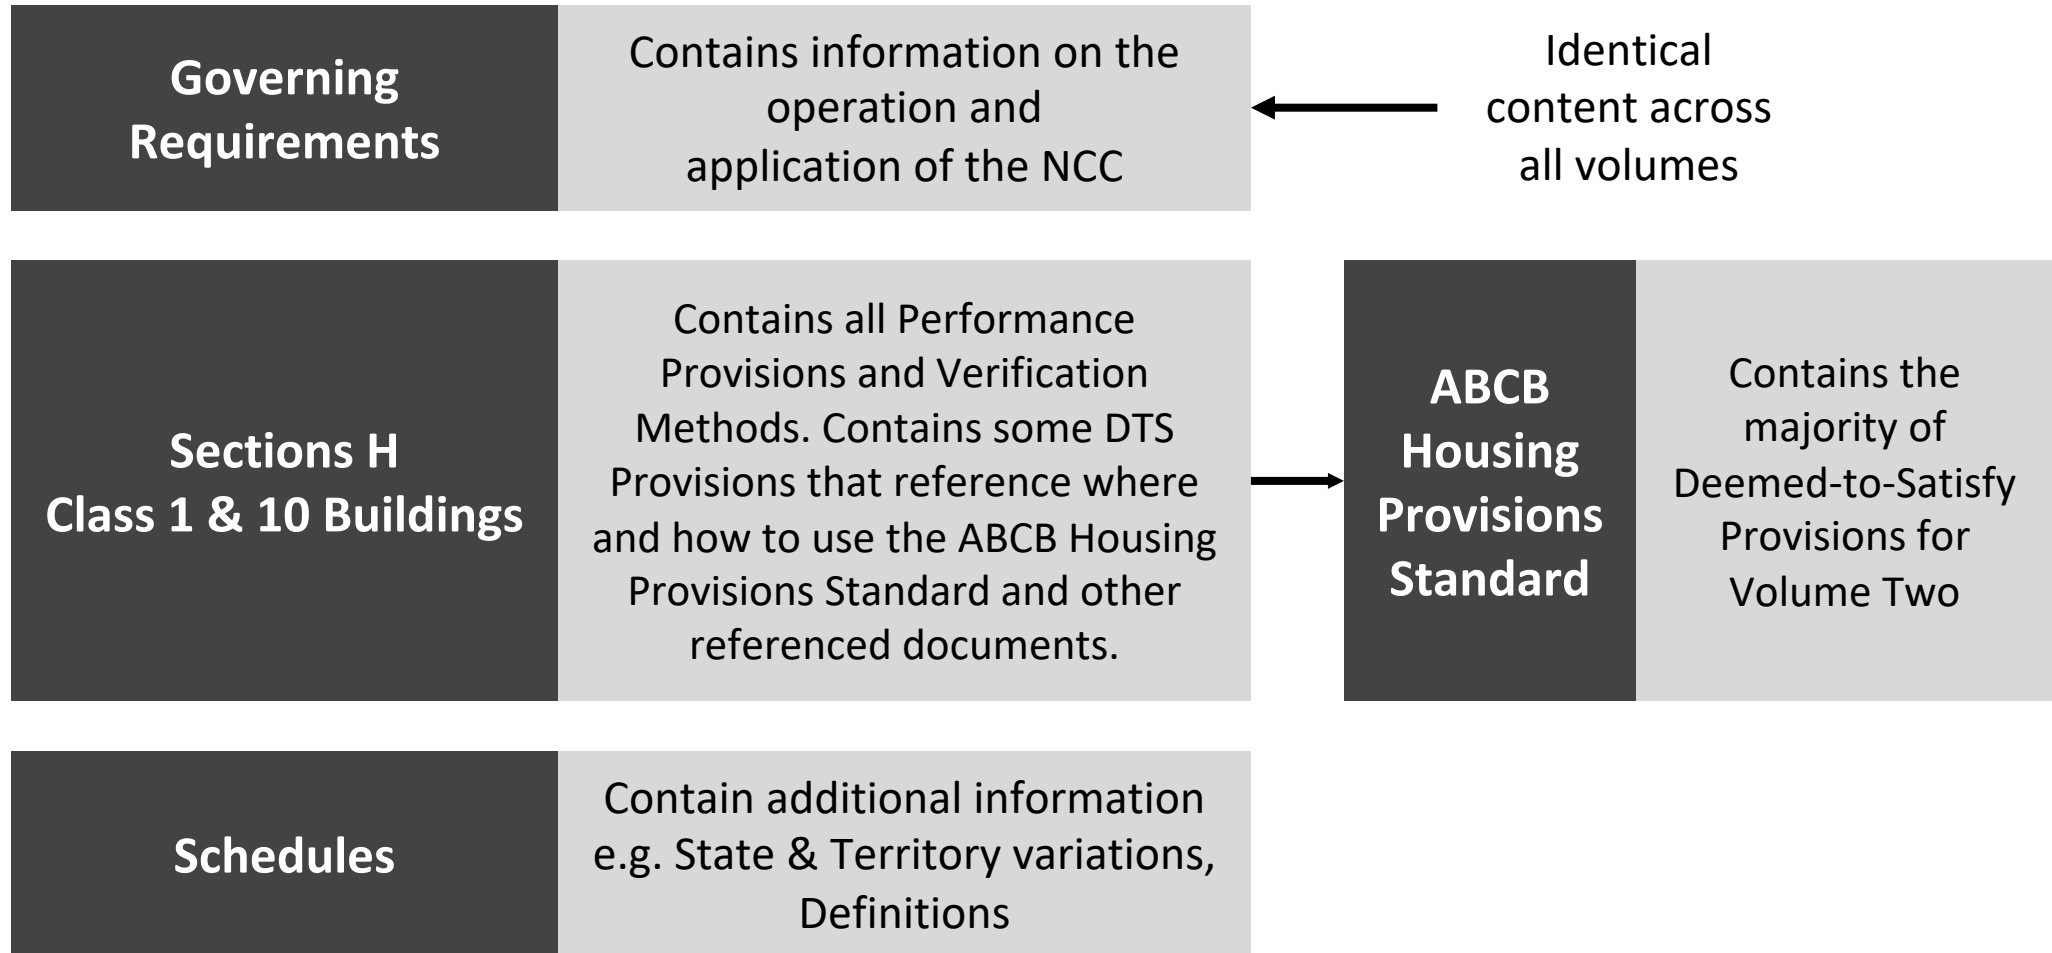 Governing
Requirements
Contains information on the
operation and
application of the NCC
Identical
content across
all volumes
Sections H
Class 1 & 10 Buildings
Contains all Performance
Provisions and Verification
Methods. Contains some DTS
Provisions that reference where
and how to use the ABCB Housing
Provisions Standard and other
referenced documents.
ABCB
Housing
Provisions
Standard
Contains the
majority of
Deemed-to-Satisfy
Provisions for
Volume Two
Schedules
Contain additional information
e.g. State & Territory variations,
Definitions